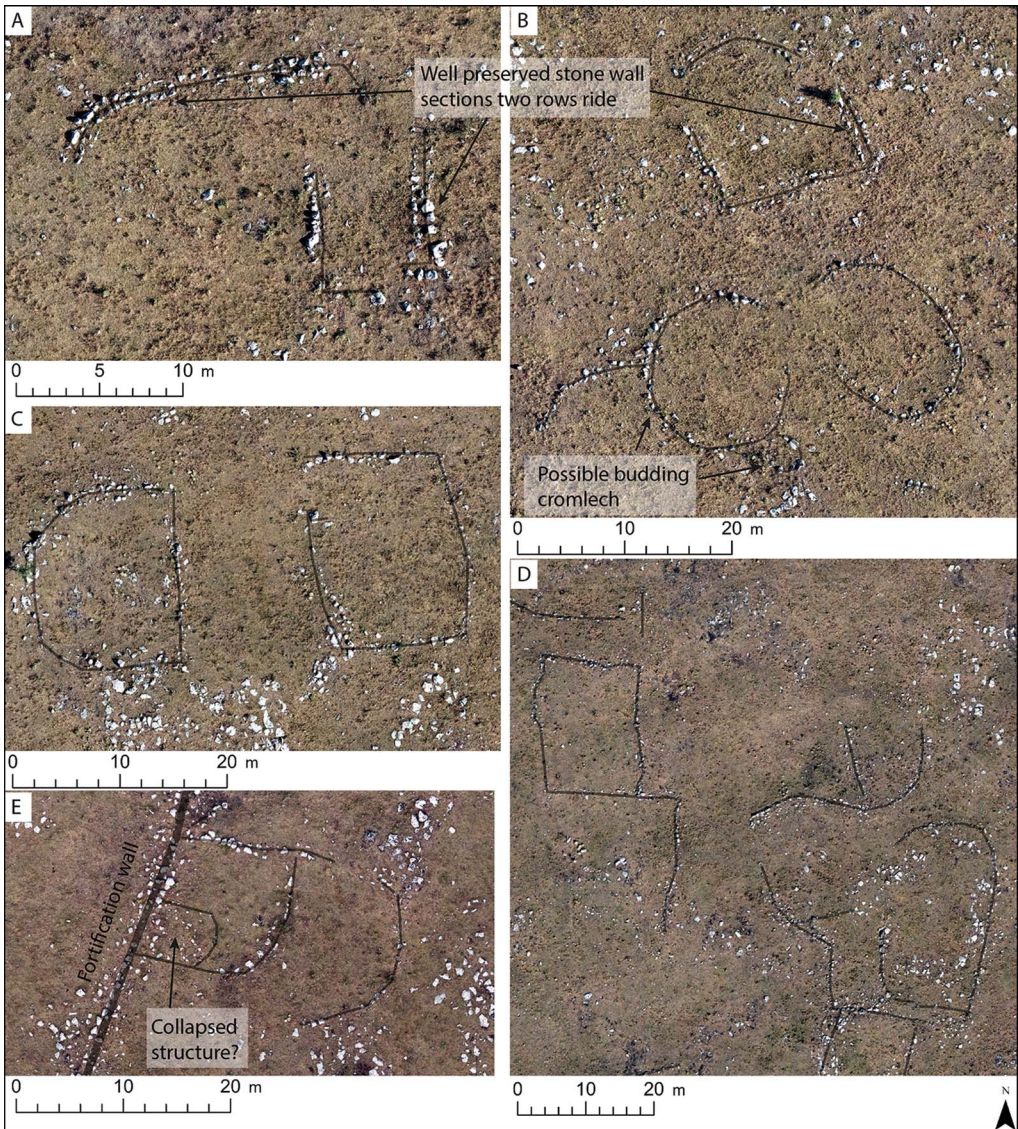 A
B
Well preserved stone wall
sections two rows ride
0 5 10 m
Possible budding
cromlech
0 10 20 m
C
0 10 20 m
D
E
Fortification wall
Collapsed
structure?
0 10 20 m
0 10 20 m
N